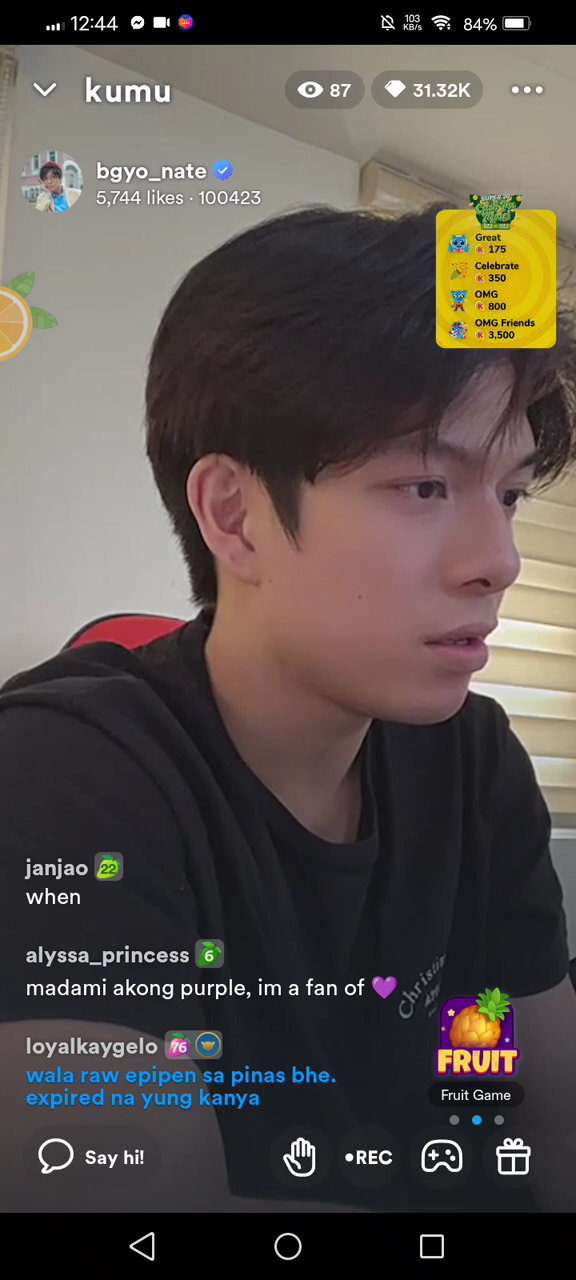 12:44
103
KB/s
84%
kumu
87
31.32K
bgyo_nate
5,744 likes · 100423
Great
175
Celebrate
350
OMG
800
OMG Friends
3,500
janjao 22
when
alyssa_princess 6
madami akong purple, im a fan of 💜
loyalkaygelo 76
wala raw epipen sa pinas bhe.
expired na yung kanya
FRUIT
Fruit Game
Say hi!
•REC